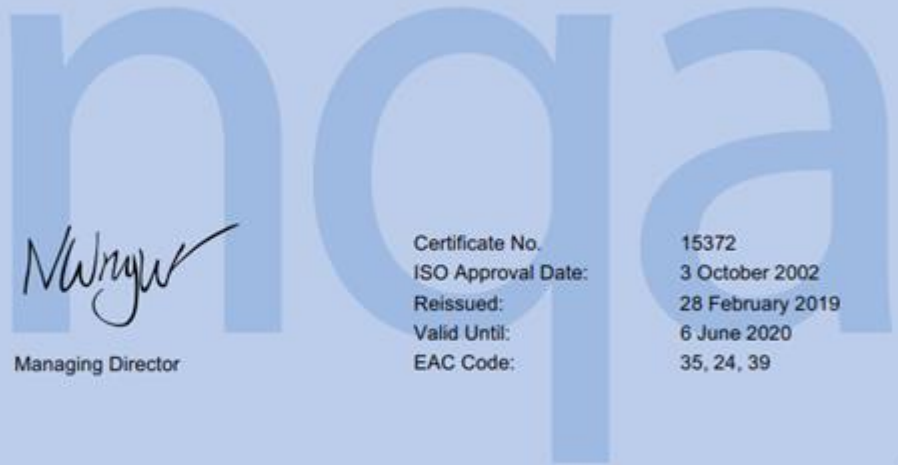 nqa
Managing Director
Certificate No. 15372
ISO Approval Date: 3 October 2002
Reissued: 28 February 2019
Valid Until: 6 June 2020
EAC Code: 35, 24, 39